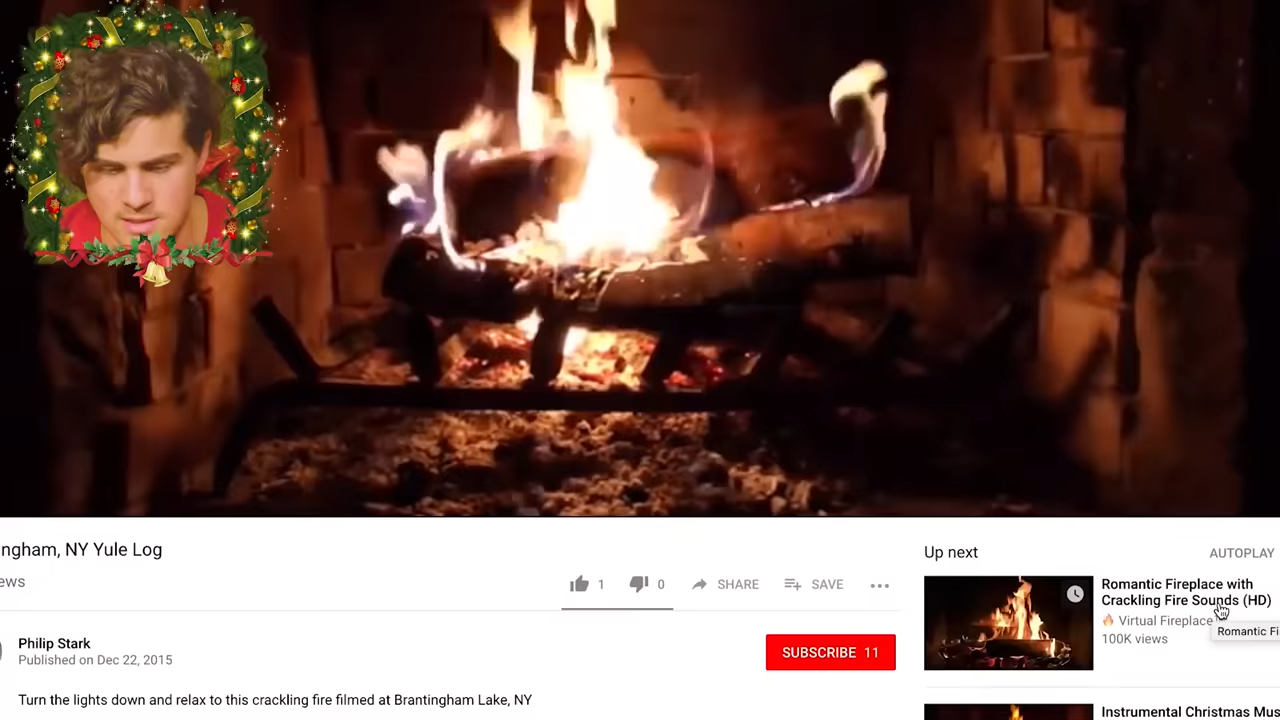 ngham, NY Yule Log
ews
1
0
SHARE
SAVE
Philip Stark
Published on Dec 22, 2015
SUBSCRIBE 11
Turn the lights down and relax to this crackling fire filmed at Brantingham Lake, NY
Up next
AUTOPLAY
Romantic Fireplace with
Crackling Fire Sounds (HD)
Virtual Fireplace
100K views
Romantic Fi
Instrumental Christmas Mus